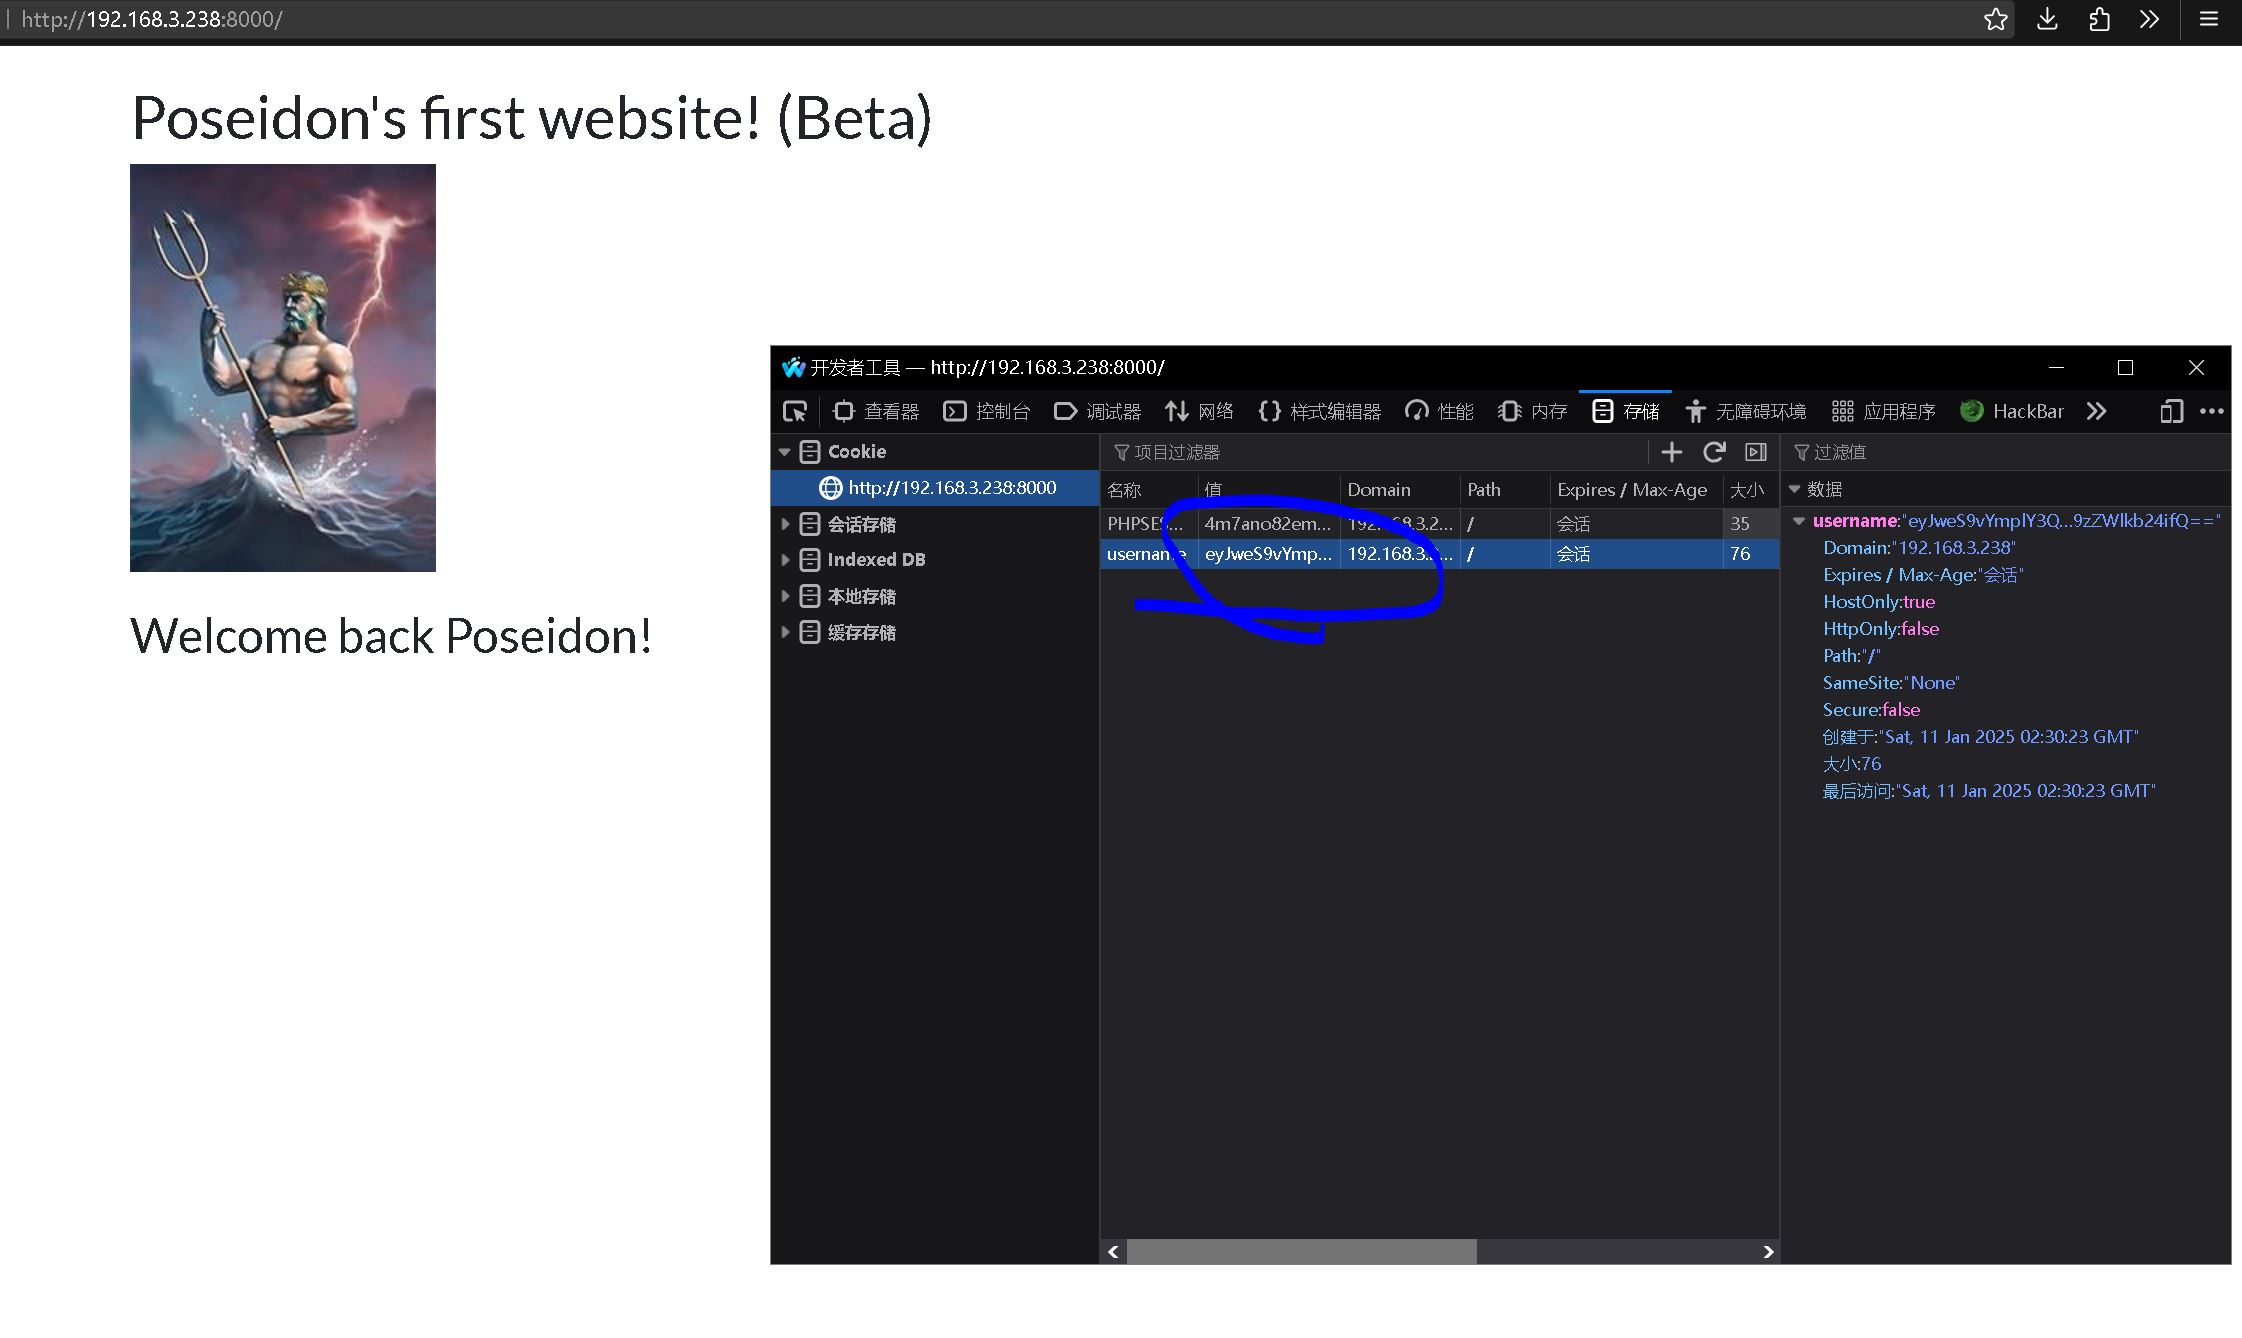 http://192.168.3.238:8000/
Poseidon's first website! (Beta)
Welcome back Poseidon!
开发者工具 — http://192.168.3.238:8000/
查看器 控制台 调试器 网络 样式编辑器 性能 内存 存储 无障碍环境 应用程序 HackBar
Cookie
http://192.168.3.238:8000
会话存储
Indexed DB
本地存储
缓存存储
项目过滤器
名称 值 Domain Path Expires / Max-Age 大小
PHPSES... 4m7ano82em... 192.168.3.2... / 会话 35
username eyJweS9vYmp... 192.168.3.2... / 会话 76
过滤值
数据
username:"eyJweS9vYmplY3Q...9zZWlkb24ifQ=="
Domain:"192.168.3.238"
Expires / Max-Age:"会话"
HostOnly:true
HttpOnly:false
Path:"/"
SameSite:"None"
Secure:false
创建于:"Sat, 11 Jan 2025 02:30:23 GMT"
大小:76
最后访问:"Sat, 11 Jan 2025 02:30:23 GMT"